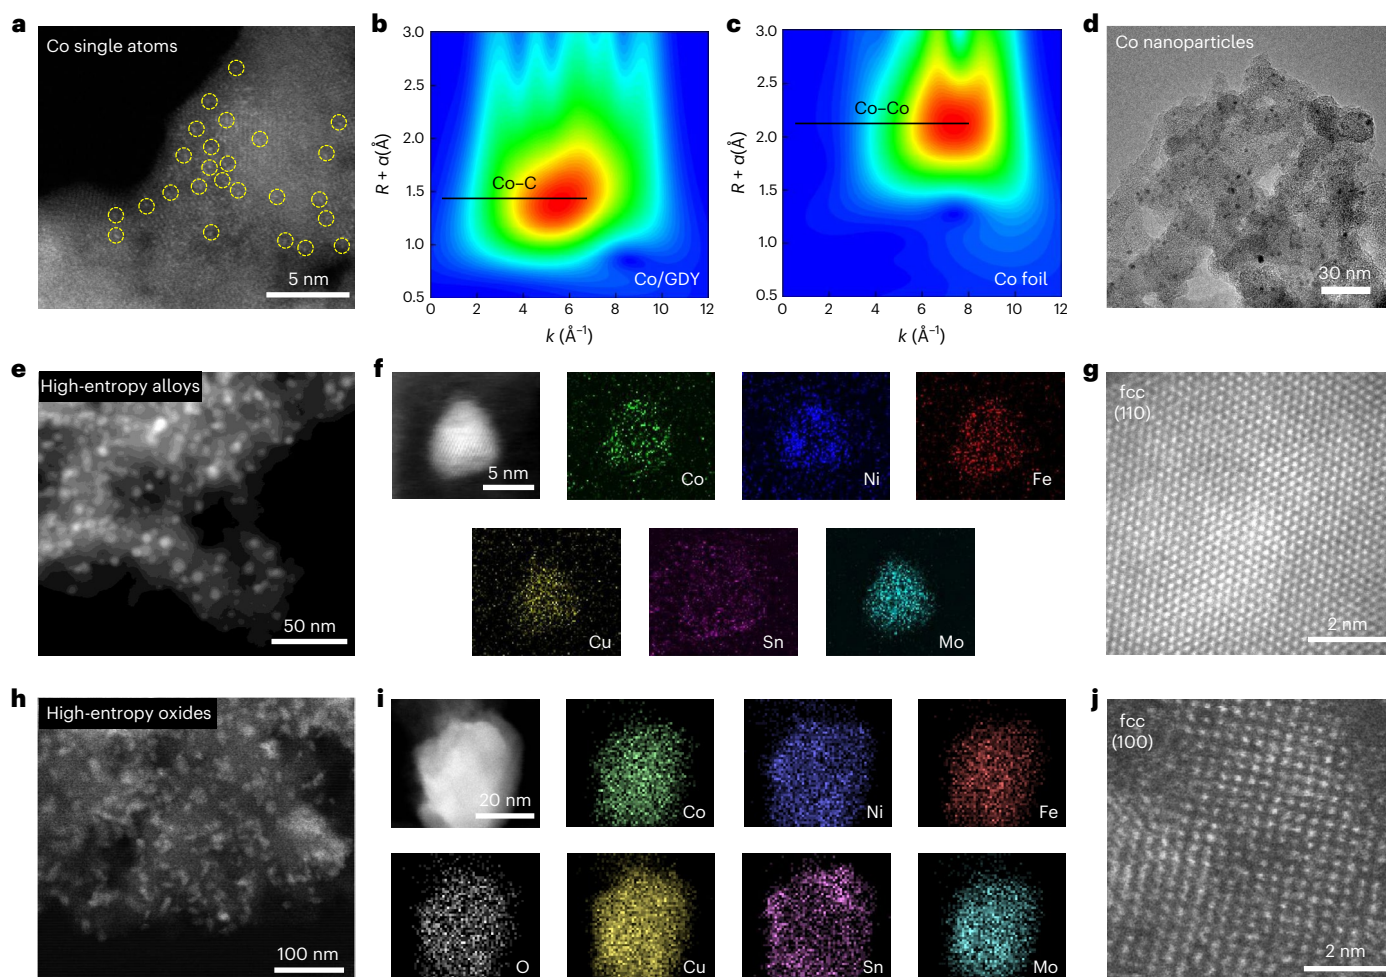 a
Co single atoms
5 nm
b
3.0
2.5
2.0
1.5
1.0
0.5
R + α(Å)
Co–C
Co/GDY
0 2 4 6 8 10 12
k (Å⁻¹)
c
3.0
2.5
2.0
1.5
1.0
0.5
R + α(Å)
Co–Co
Co foil
0 2 4 6 8 10 12
k (Å⁻¹)
d
Co nanoparticles
30 nm
e
High-entropy alloys
50 nm
f
5 nm
Co
Ni
Fe
Cu
Sn
Mo
g
fcc
(110)
2 nm
h
High-entropy oxides
100 nm
i
20 nm
Co
Ni
Fe
O
Cu
Sn
Mo
j
fcc
(100)
2 nm